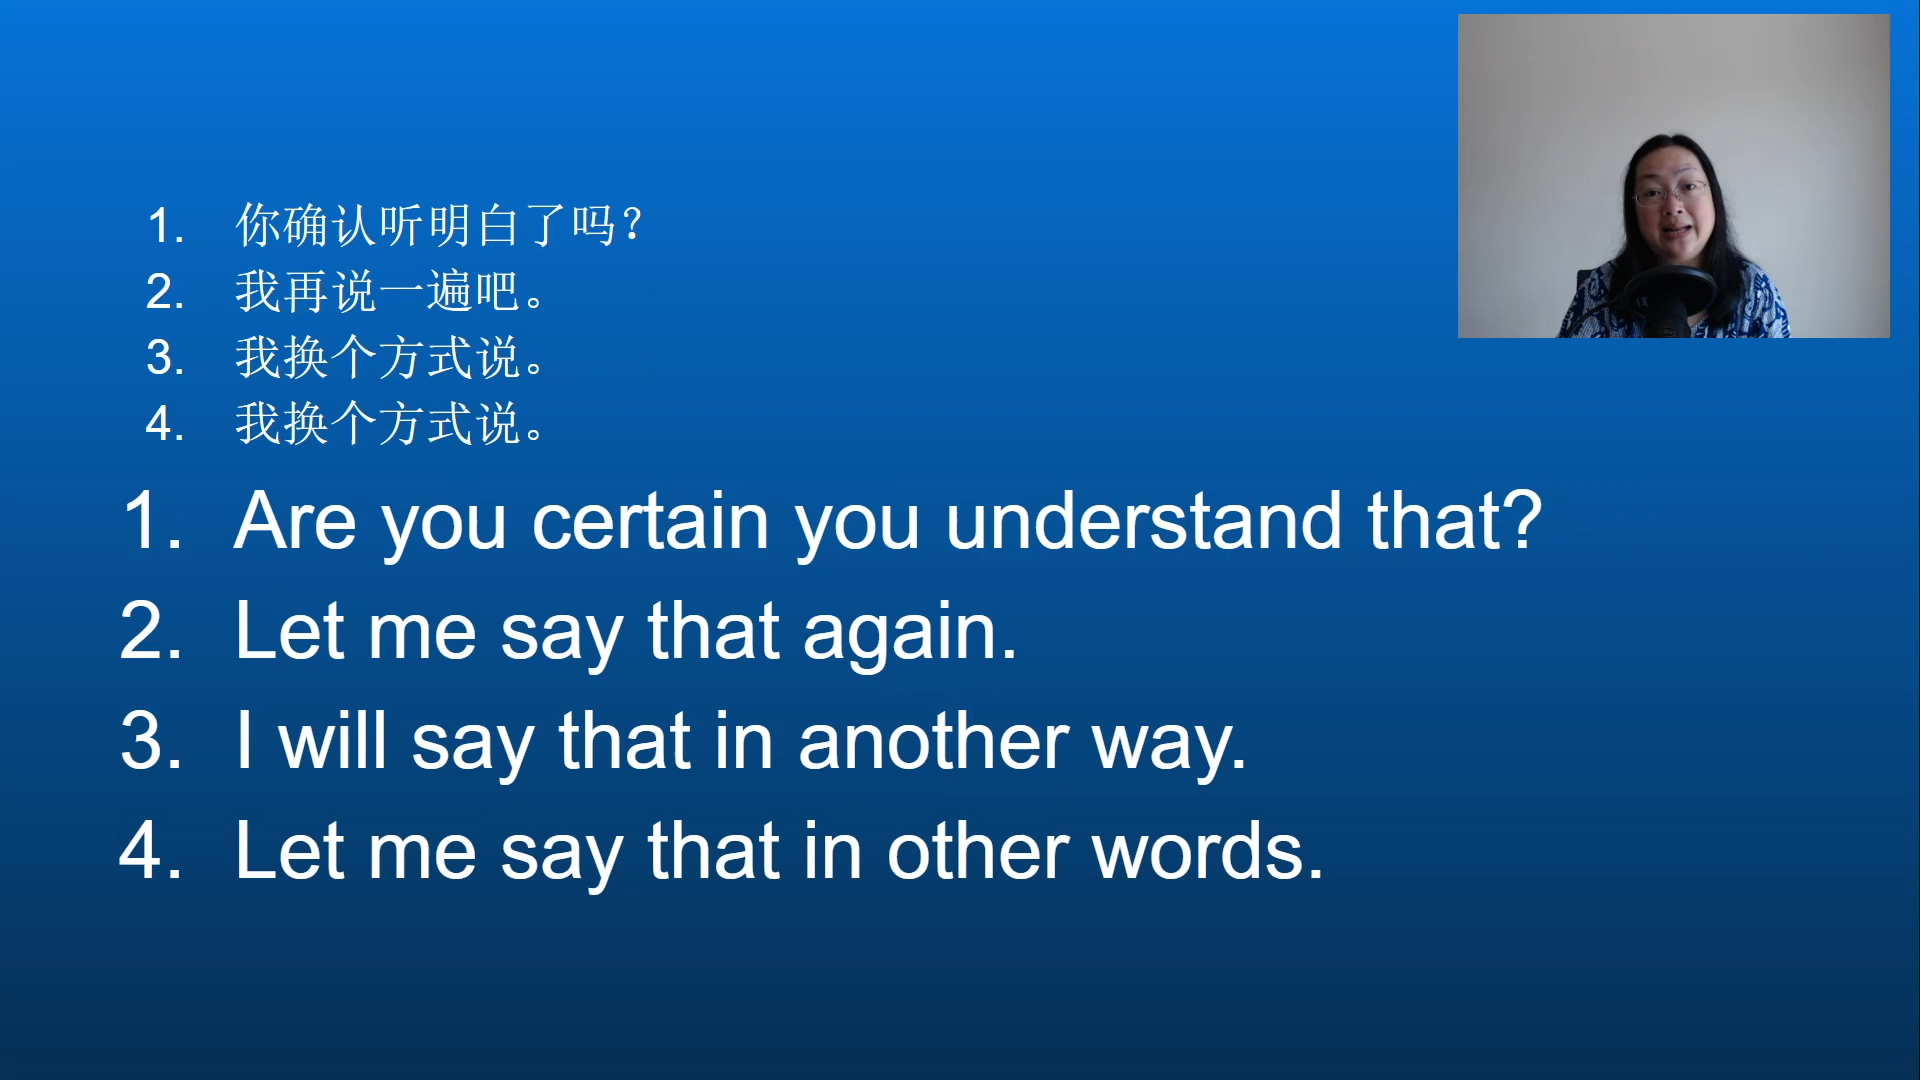 1. 你确认听明白了吗？
2. 我再说一遍吧。
3. 我换个方式说。
4. 我换个方式说。
1. Are you certain you understand that?
2. Let me say that again.
3. I will say that in another way.
4. Let me say that in other words.